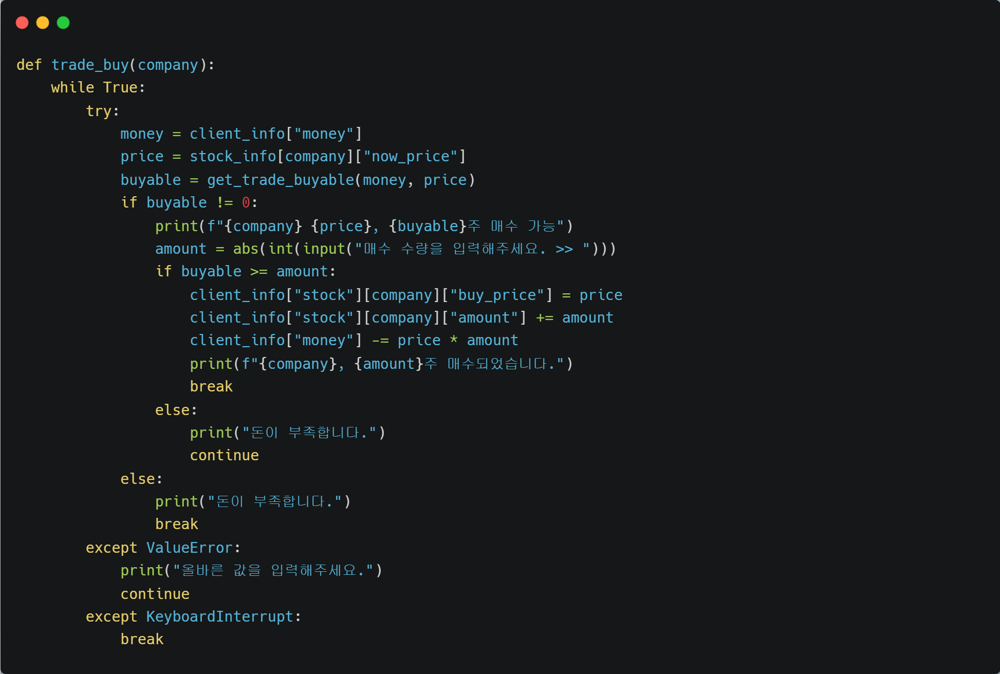 def trade_buy(company):
    while True:
        try:
            money = client_info["money"]
            price = stock_info[company]["now_price"]
            buyable = get_trade_buyable(money, price)
            if buyable != 0:
                print(f"{company} {price}, {buyable}주 매수 가능")
                amount = abs(int(input("매수 수량을 입력해주세요. >> ")))
                if buyable >= amount:
                    client_info["stock"][company]["buy_price"] = price
                    client_info["stock"][company]["amount"] += amount
                    client_info["money"] -= price * amount
                    print(f"{company}, {amount}주 매수되었습니다.")
                    break
                else:
                    print("돈이 부족합니다.")
                    continue
            else:
                print("돈이 부족합니다.")
                break
        except ValueError:
            print("올바른 값을 입력해주세요.")
            continue
        except KeyboardInterrupt:
            break